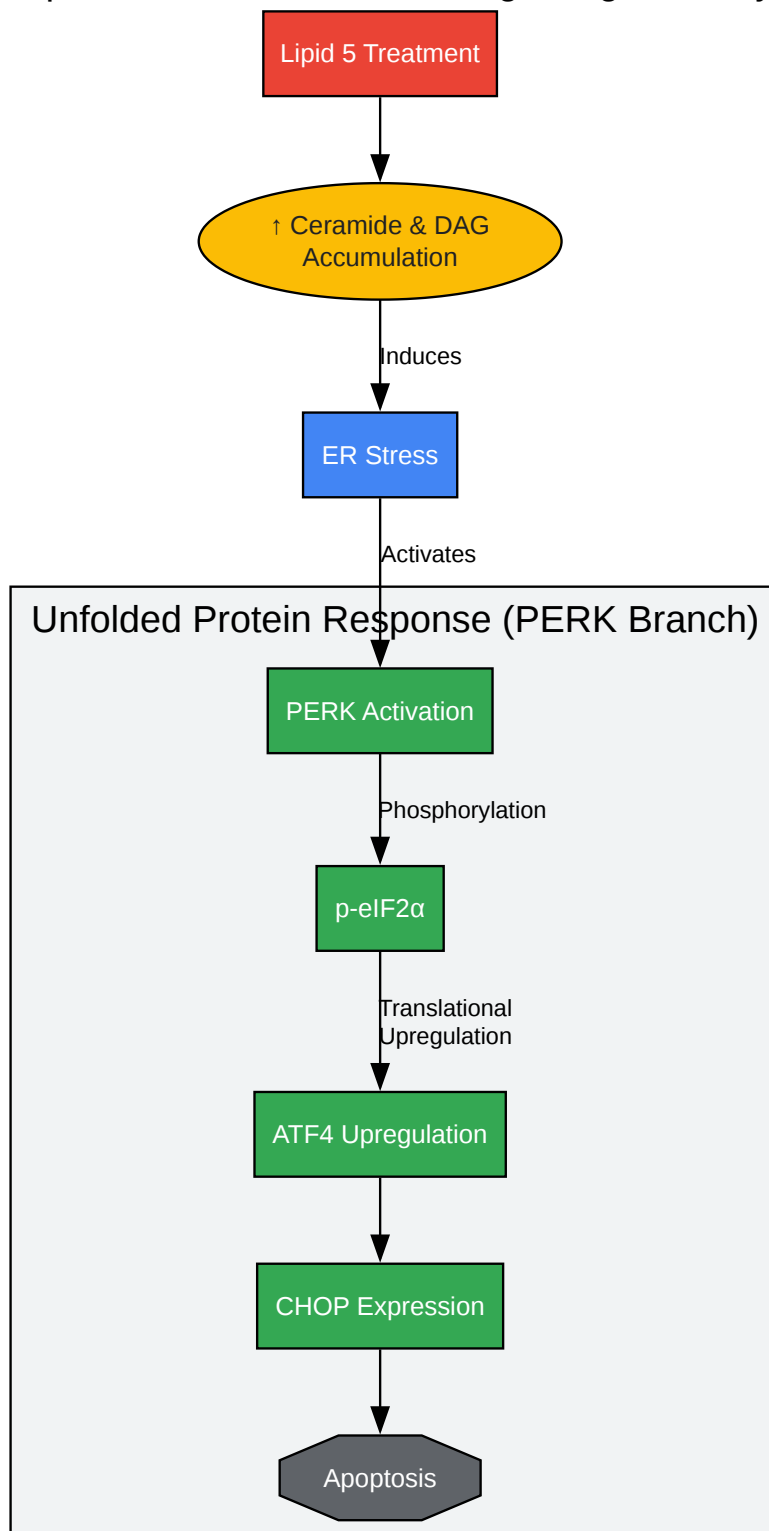 Lipid 5 Treatment
↑ Ceramide & DAG
Accumulation
Induces
ER Stress
Activates
Unfolded Protein Response (PERK Branch)
PERK Activation
Phosphorylation
p-eIF2α
Translational
Upregulation
ATF4 Upregulation
CHOP Expression
Apoptosis